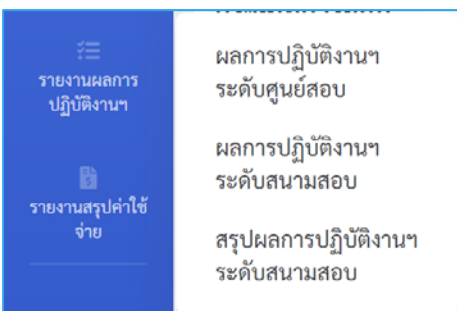 รายงานผลการ
ปฏิบัติงานฯ
รายงานสรุปค่าใช้
จ่าย
ผลการปฏิบัติงานฯ
ระดับศูนย์สอบ
ผลการปฏิบัติงานฯ
ระดับสนามสอบ
สรุปผลการปฏิบัติงานฯ
ระดับสนามสอบ